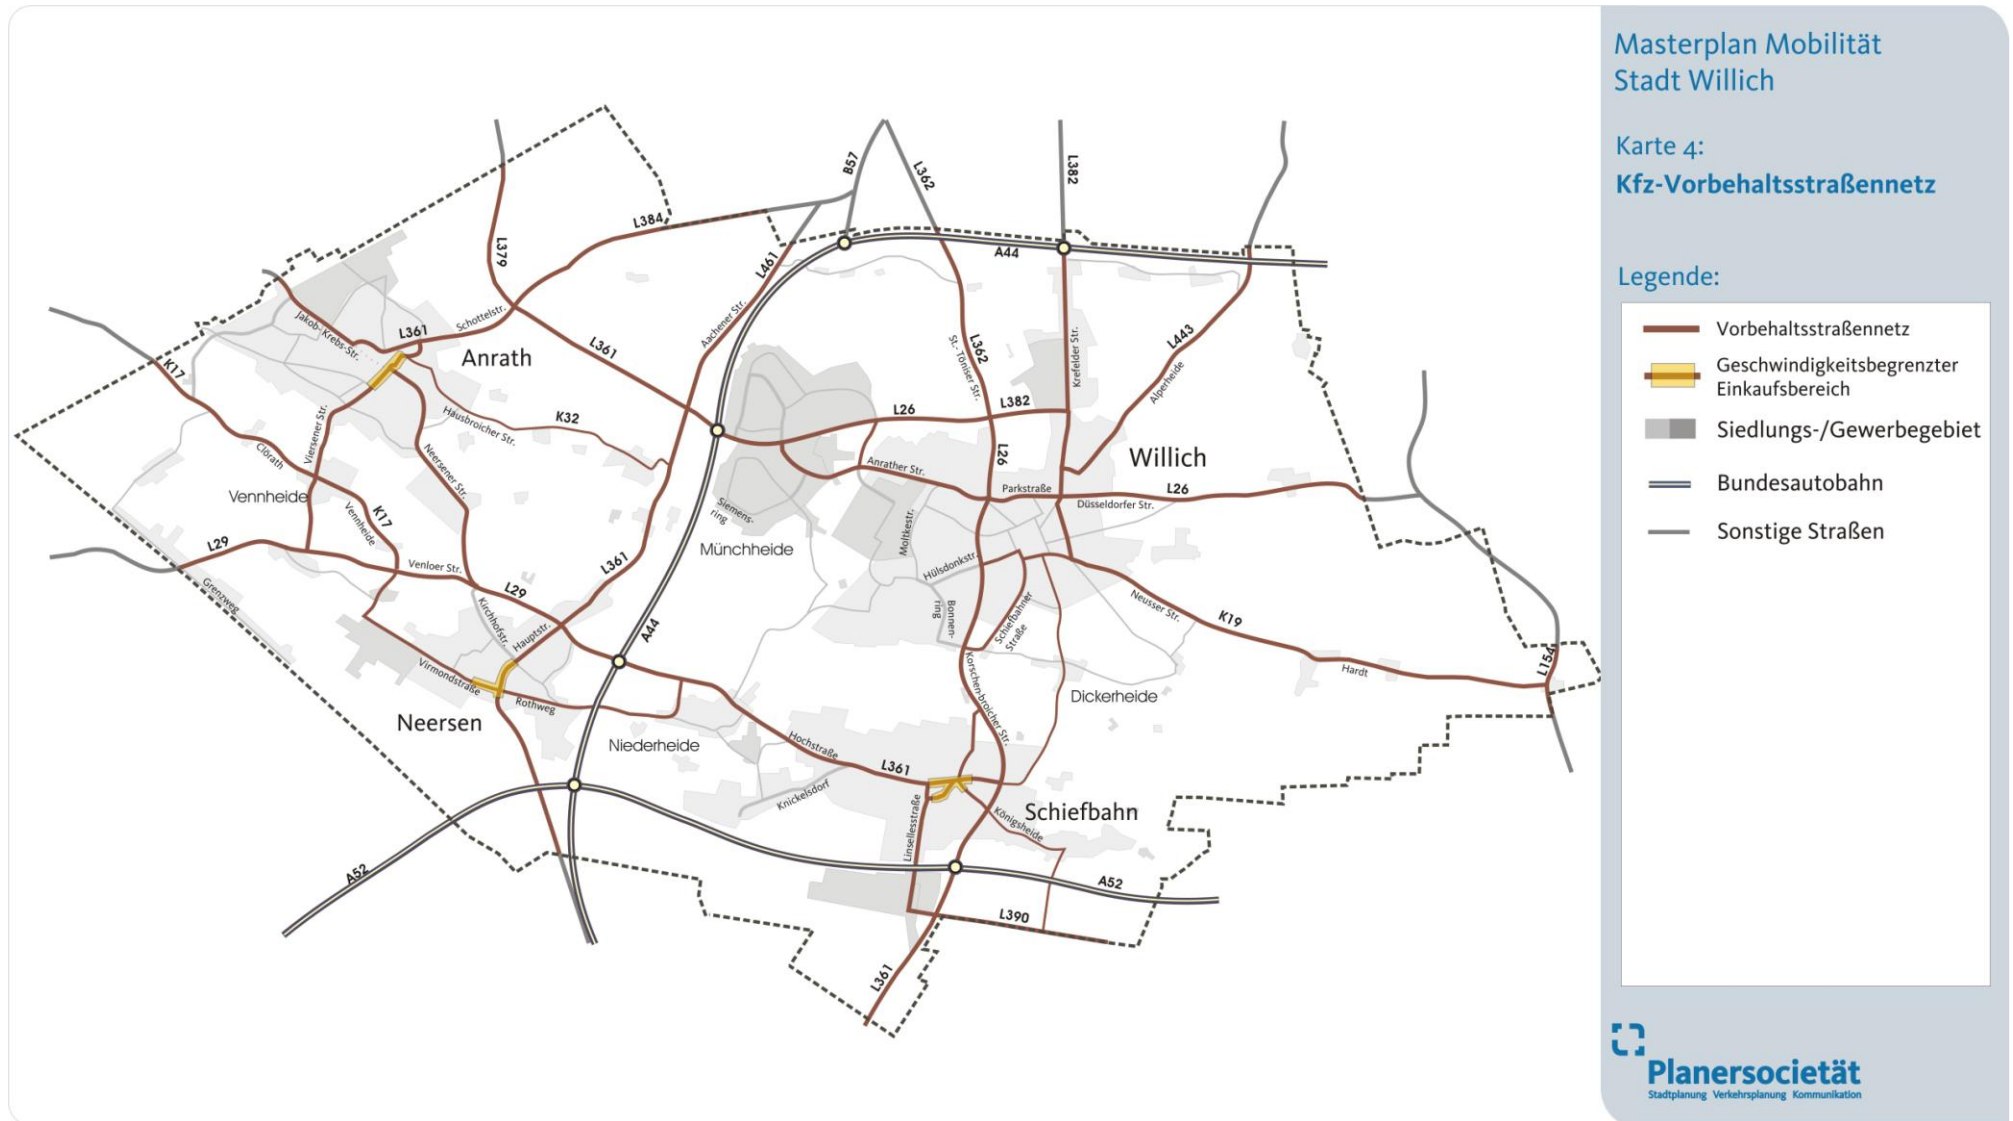 Masterplan Mobilität
Stadt Willich
Karte 4:
Kfz-Vorbehaltsstraßennetz
Legende:
Vorbehaltsstraßennetz
Geschwindigkeitsbegrenzter
Einkaufsbereich
Siedlungs-/Gewerbegebiet
Bundesautobahn
Sonstige Straßen
Planersocietät
Stadtplanung Verkehrsplanung Kommunikation
B57
L362
L382
L384
L379
L461
A44
Jakob-Krebs-Str.
L361
Schottelstr.
Anrath
L361
Aachener Str.
L362
St.-Töniser Str.
Krefelder Str.
L443
Alperheide
K17
Viersener Str.
Hausbroicher Str.
K32
L26
L382
Clörath
Neersener Str.
L26
Anrather Str.
Willich
Vennheide
Vennheide
K17
Siemens-
ring
Münchheide
Moltkestr.
Parkstraße
L26
Düsseldorfer Str.
L29
Venloer Str.
L29
L361
Grenzweg
Kirchhofstr.
Hauptstr.
A44
Hülsdonkstr.
Bonnen-
ring
Schiefbahner
Straße
Neusser Str.
K19
Hardt
L154
Virmondstraße
Rothweg
Neersen
Niederheide
Korschen-broicher Str.
Dickerheide
Hochstraße
L361
Knickelsdorf
Linsellesstraße
Königsheide
Schiefbahn
A52
A52
L390
L361